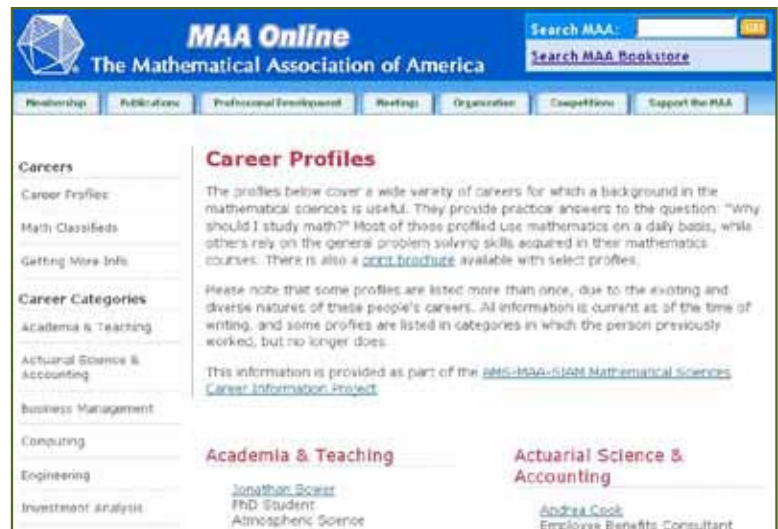 MAA Online
The Mathematical Association of America
Search MAA:
GO!
Search MAA Bookstore
Membership
Publications
Professional Development
Meetings
Organization
Competitions
Support the MAA
Careers
Career Profiles
Math Classifieds
Getting More Info
Career Categories
Academia & Teaching
Actuarial Science &
Accounting
Business Management
Computing
Engineering
Investment Analysis
Career Profiles
The profiles below cover a wide variety of careers for which a background in the
mathematical sciences is useful. They provide practical answers to the question: "Why
should I study math?" Most of those profiled use mathematics on a daily basis, while
others rely on the general problem solving skills acquired in their mathematics
courses. There is also a print brochure available with select profiles.
Please note that some profiles are listed more than once, due to the exciting and
diverse natures of these people's careers. All information is current as of the time of
writing, and some profiles are listed in categories in which the person previously
worked, but no longer does.
This information is provided as part of the AMS-MAA-SIAM Mathematical Sciences
Career Information Project
Academia & Teaching
Jonathan Bower
PhD Student
Atmospheric Science
Actuarial Science &
Accounting
Andrea Cook
Employee Benefits Consultant